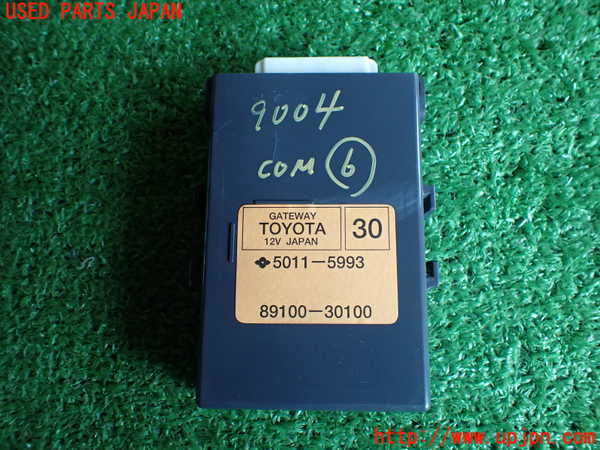 USED PARTS JAPAN
9004
COM 6
GATEWAY
TOYOTA 30
12V JAPAN
5011-5993
89100-30100
http://www.upjpn.com